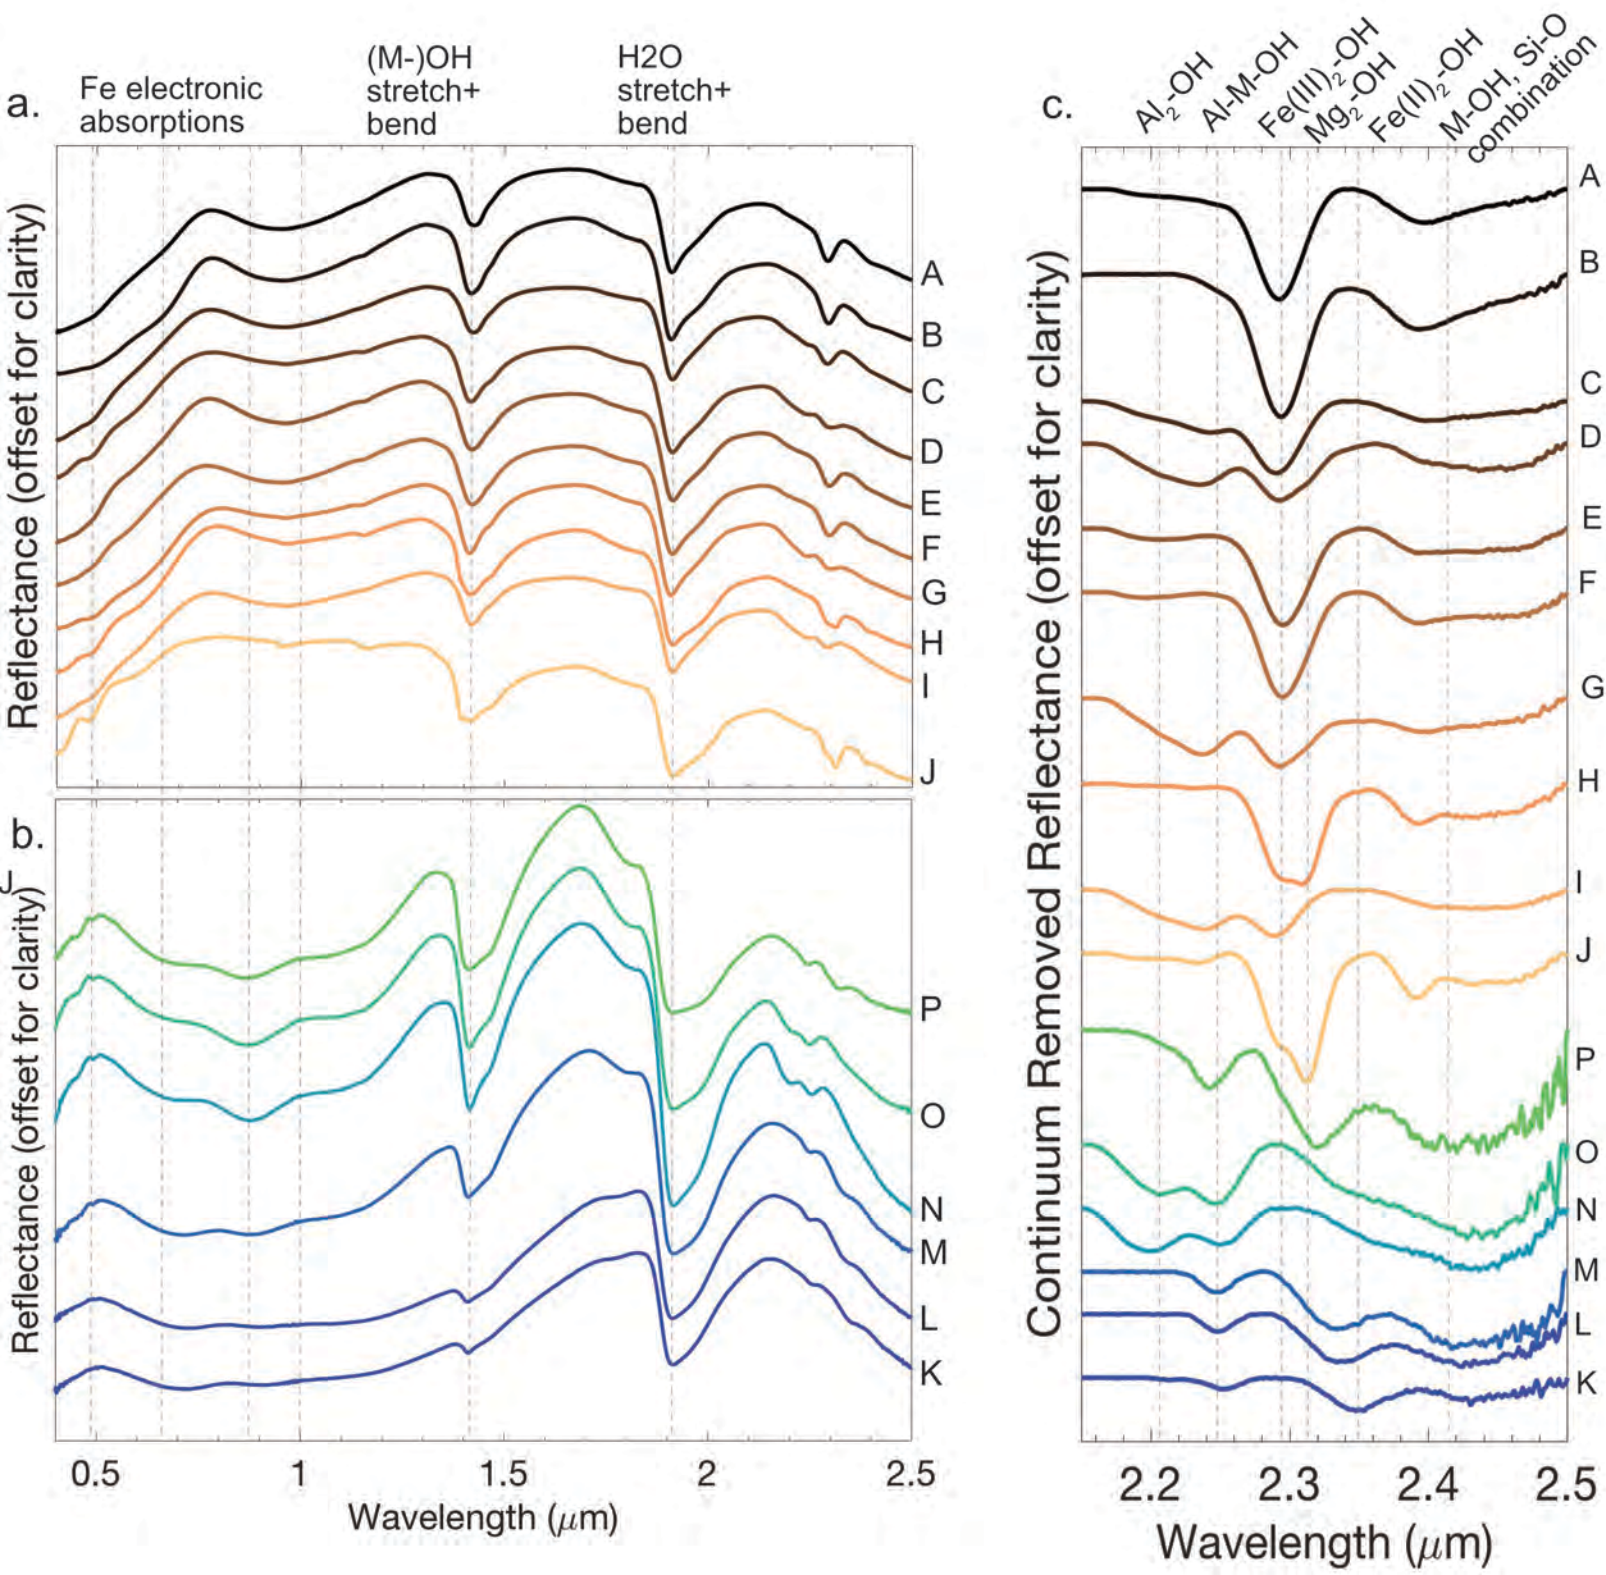 a.
Fe electronic
absorptions
(M-)OH
stretch+
bend
H2O
stretch+
bend
Reflectance (offset for clarity)
A
B
C
D
E
F
G
H
I
J
b.
Reflectance (offset for clarity)
P
O
N
M
L
K
0.5
1
1.5
2
2.5
Wavelength (μm)
c.
Al2-OH
Al-M-OH
Fe(III)2-OH
Mg2-OH
Fe(II)2-OH
M-OH, Si-O
combination
Continuum Removed Reflectance (offset for clarity)
A
B
C
D
E
F
G
H
I
J
P
O
N
M
L
K
2.2
2.3
2.4
2.5
Wavelength (μm)